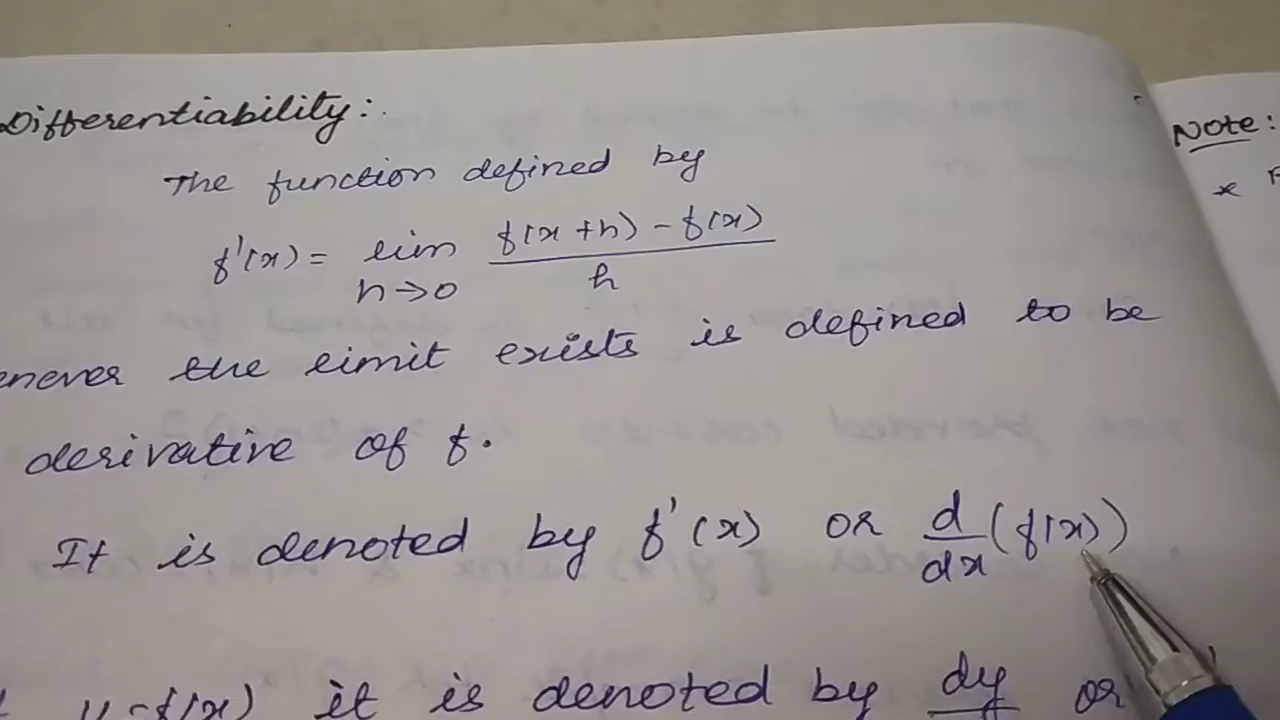 Differentiability:
The function defined by
f'(x) = lim h→0 f(x+h) - f(x) / h
the limit exists is defined to be
derivative of f.
It is denoted by f'(x) or d/dx (f(x))
y = f(x) it is denoted by dy or
Note:
*